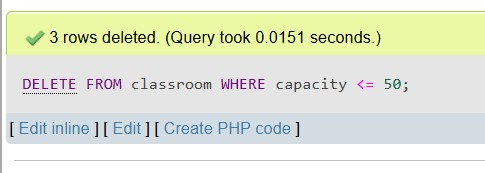 3 rows deleted. (Query took 0.0151 seconds.)
DELETE FROM classroom WHERE capacity <= 50;
[ Edit inline ] [ Edit ] [ Create PHP code ]